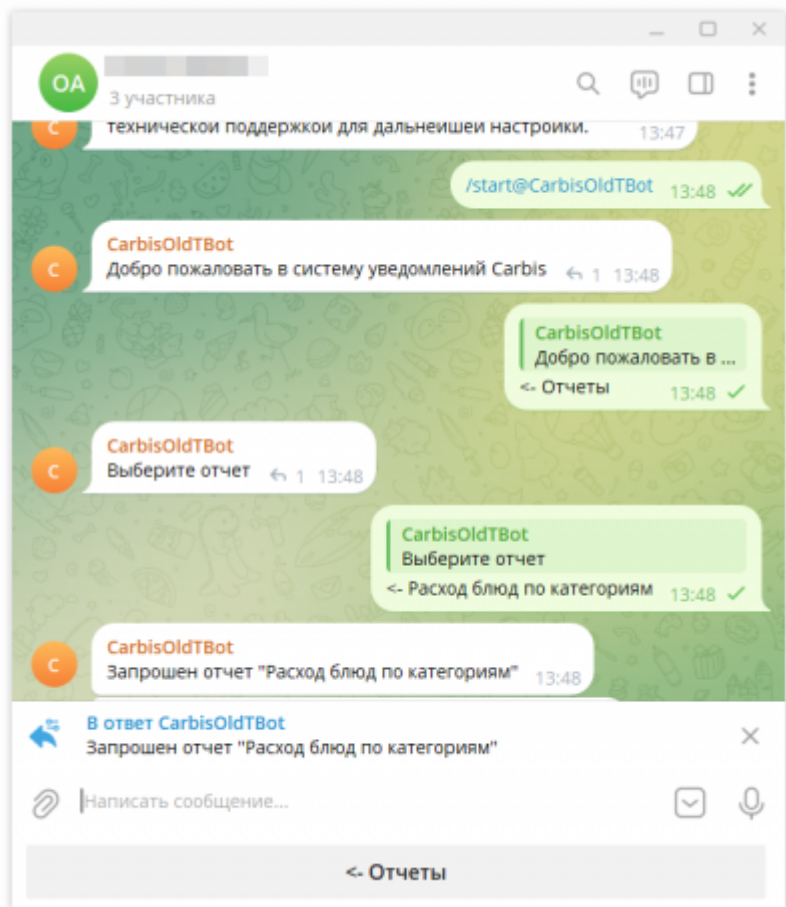 OA
3 участника
C
технической поддержкой для дальнейшей настройки.
13:47
/start@CarbisOldTBot 13:48
CarbisOldTBot
C
Добро пожаловать в систему уведомлений Carbis 1 13:48
CarbisOldTBot
Добро пожаловать в ...
<- Отчеты 13:48
CarbisOldTBot
C
Выберите отчет 1 13:48
CarbisOldTBot
Выберите отчет
<- Расход блюд по категориям 13:48
CarbisOldTBot
C
Запрошен отчет "Расход блюд по категориям" 13:48
В ответ CarbisOldTBot
Запрошен отчет "Расход блюд по категориям"
Написать сообщение...
<- Отчеты